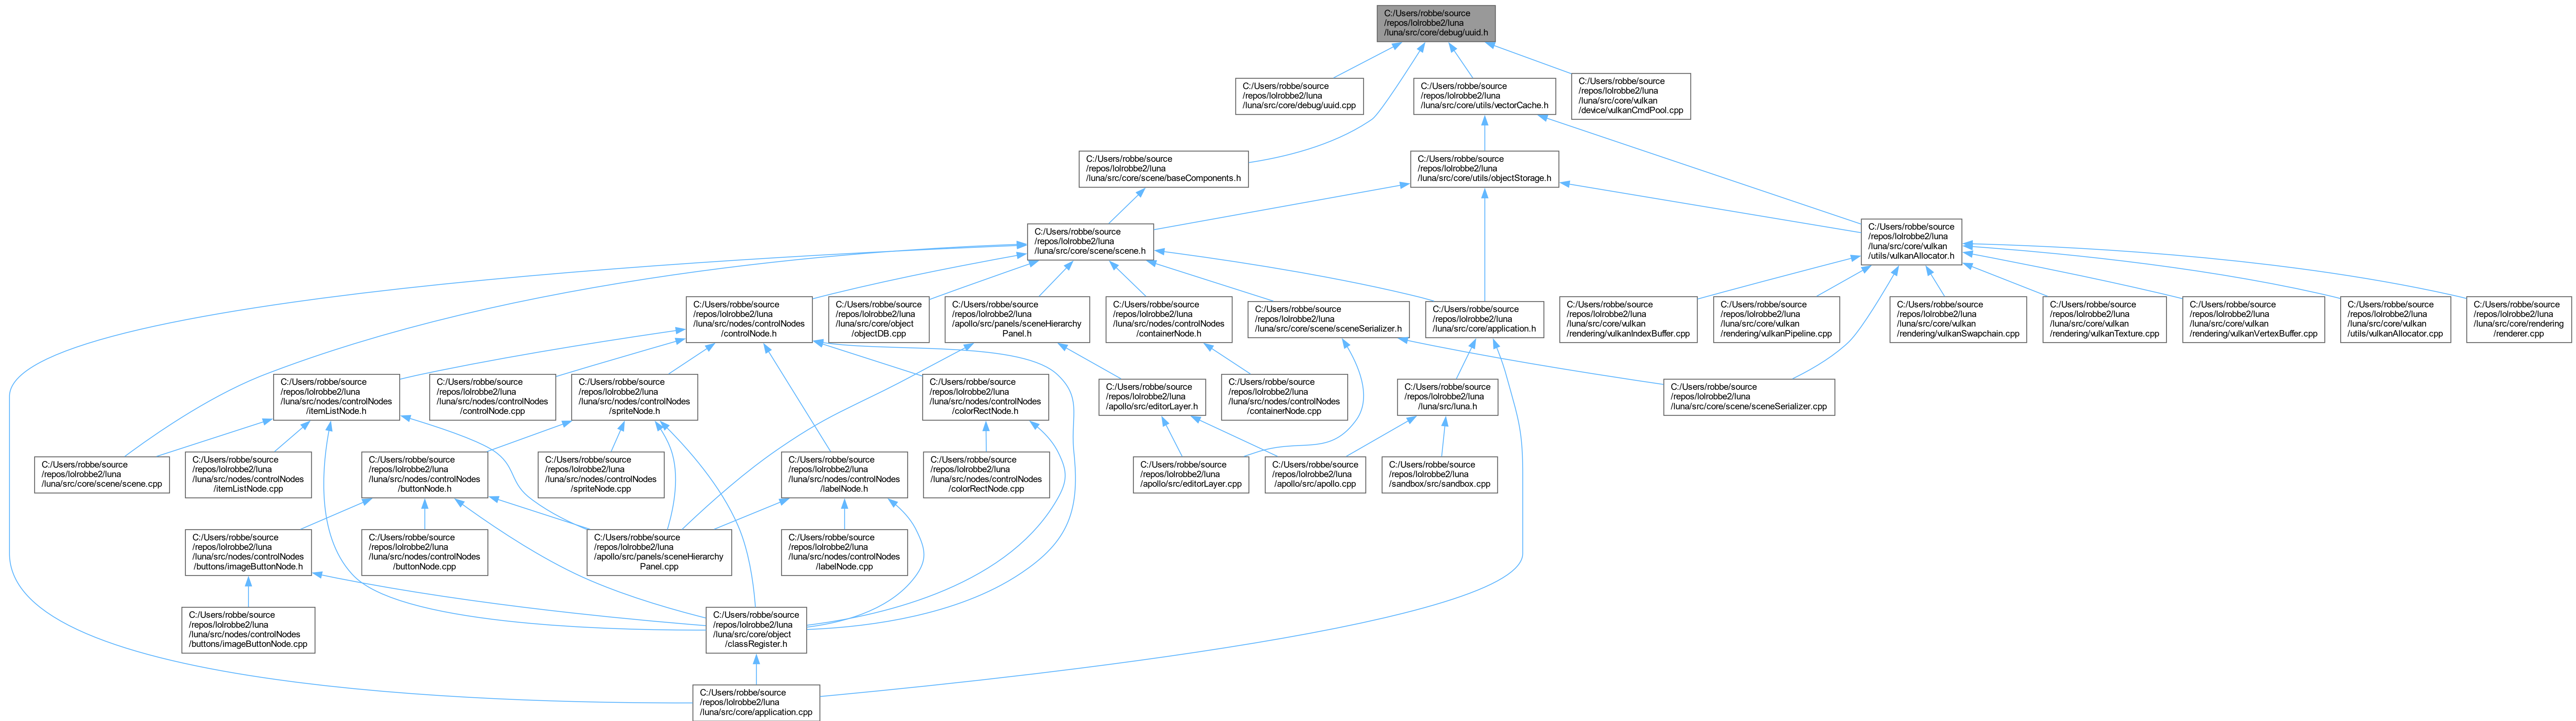 C:/Users/robbe/source
/repos/lolrobbe2/luna
/luna/src/core/debug/uuid.h
C:/Users/robbe/source
/repos/lolrobbe2/luna
/luna/src/core/debug/uuid.cpp
C:/Users/robbe/source
/repos/lolrobbe2/luna
/luna/src/core/utils/vectorCache.h
C:/Users/robbe/source
/repos/lolrobbe2/luna
/luna/src/core/vulkan
/device/vulkanCmdPool.cpp
C:/Users/robbe/source
/repos/lolrobbe2/luna
/luna/src/core/scene/baseComponents.h
C:/Users/robbe/source
/repos/lolrobbe2/luna
/luna/src/core/utils/objectStorage.h
C:/Users/robbe/source
/repos/lolrobbe2/luna
/luna/src/core/scene/scene.h
C:/Users/robbe/source
/repos/lolrobbe2/luna
/luna/src/core/vulkan
/utils/vulkanAllocator.h
C:/Users/robbe/source
/repos/lolrobbe2/luna
/luna/src/nodes/controlNodes
/controlNode.h
C:/Users/robbe/source
/repos/lolrobbe2/luna
/luna/src/core/object
/objectDB.cpp
C:/Users/robbe/source
/repos/lolrobbe2/luna
/apollo/src/panels/sceneHierarchy
Panel.h
C:/Users/robbe/source
/repos/lolrobbe2/luna
/luna/src/nodes/controlNodes
/containerNode.h
C:/Users/robbe/source
/repos/lolrobbe2/luna
/luna/src/core/scene/sceneSerializer.h
C:/Users/robbe/source
/repos/lolrobbe2/luna
/luna/src/core/application.h
C:/Users/robbe/source
/repos/lolrobbe2/luna
/luna/src/core/vulkan
/rendering/vulkanIndexBuffer.cpp
C:/Users/robbe/source
/repos/lolrobbe2/luna
/luna/src/core/vulkan
/rendering/vulkanPipeline.cpp
C:/Users/robbe/source
/repos/lolrobbe2/luna
/luna/src/core/vulkan
/rendering/vulkanSwapchain.cpp
C:/Users/robbe/source
/repos/lolrobbe2/luna
/luna/src/core/vulkan
/rendering/vulkanTexture.cpp
C:/Users/robbe/source
/repos/lolrobbe2/luna
/luna/src/core/vulkan
/rendering/vulkanVertexBuffer.cpp
C:/Users/robbe/source
/repos/lolrobbe2/luna
/luna/src/core/vulkan
/utils/vulkanAllocator.cpp
C:/Users/robbe/source
/repos/lolrobbe2/luna
/luna/src/core/rendering
/renderer.cpp
C:/Users/robbe/source
/repos/lolrobbe2/luna
/luna/src/nodes/controlNodes
/itemListNode.h
C:/Users/robbe/source
/repos/lolrobbe2/luna
/luna/src/nodes/controlNodes
/controlNode.cpp
C:/Users/robbe/source
/repos/lolrobbe2/luna
/luna/src/nodes/controlNodes
/spriteNode.h
C:/Users/robbe/source
/repos/lolrobbe2/luna
/luna/src/nodes/controlNodes
/colorRectNode.h
C:/Users/robbe/source
/repos/lolrobbe2/luna
/apollo/src/editorLayer.h
C:/Users/robbe/source
/repos/lolrobbe2/luna
/luna/src/nodes/controlNodes
/containerNode.cpp
C:/Users/robbe/source
/repos/lolrobbe2/luna
/luna/src/luna.h
C:/Users/robbe/source
/repos/lolrobbe2/luna
/luna/src/core/scene/sceneSerializer.cpp
C:/Users/robbe/source
/repos/lolrobbe2/luna
/luna/src/core/scene/scene.cpp
C:/Users/robbe/source
/repos/lolrobbe2/luna
/luna/src/nodes/controlNodes
/itemListNode.cpp
C:/Users/robbe/source
/repos/lolrobbe2/luna
/luna/src/nodes/controlNodes
/buttonNode.h
C:/Users/robbe/source
/repos/lolrobbe2/luna
/luna/src/nodes/controlNodes
/spriteNode.cpp
C:/Users/robbe/source
/repos/lolrobbe2/luna
/luna/src/nodes/controlNodes
/labelNode.h
C:/Users/robbe/source
/repos/lolrobbe2/luna
/luna/src/nodes/controlNodes
/colorRectNode.cpp
C:/Users/robbe/source
/repos/lolrobbe2/luna
/apollo/src/editorLayer.cpp
C:/Users/robbe/source
/repos/lolrobbe2/luna
/apollo/src/apollo.cpp
C:/Users/robbe/source
/repos/lolrobbe2/luna
/sandbox/src/sandbox.cpp
C:/Users/robbe/source
/repos/lolrobbe2/luna
/luna/src/nodes/controlNodes
/buttons/imageButtonNode.h
C:/Users/robbe/source
/repos/lolrobbe2/luna
/luna/src/nodes/controlNodes
/buttonNode.cpp
C:/Users/robbe/source
/repos/lolrobbe2/luna
/apollo/src/panels/sceneHierarchy
Panel.cpp
C:/Users/robbe/source
/repos/lolrobbe2/luna
/luna/src/nodes/controlNodes
/labelNode.cpp
C:/Users/robbe/source
/repos/lolrobbe2/luna
/luna/src/nodes/controlNodes
/buttons/imageButtonNode.cpp
C:/Users/robbe/source
/repos/lolrobbe2/luna
/luna/src/core/object
/classRegister.h
C:/Users/robbe/source
/repos/lolrobbe2/luna
/luna/src/core/application.cpp